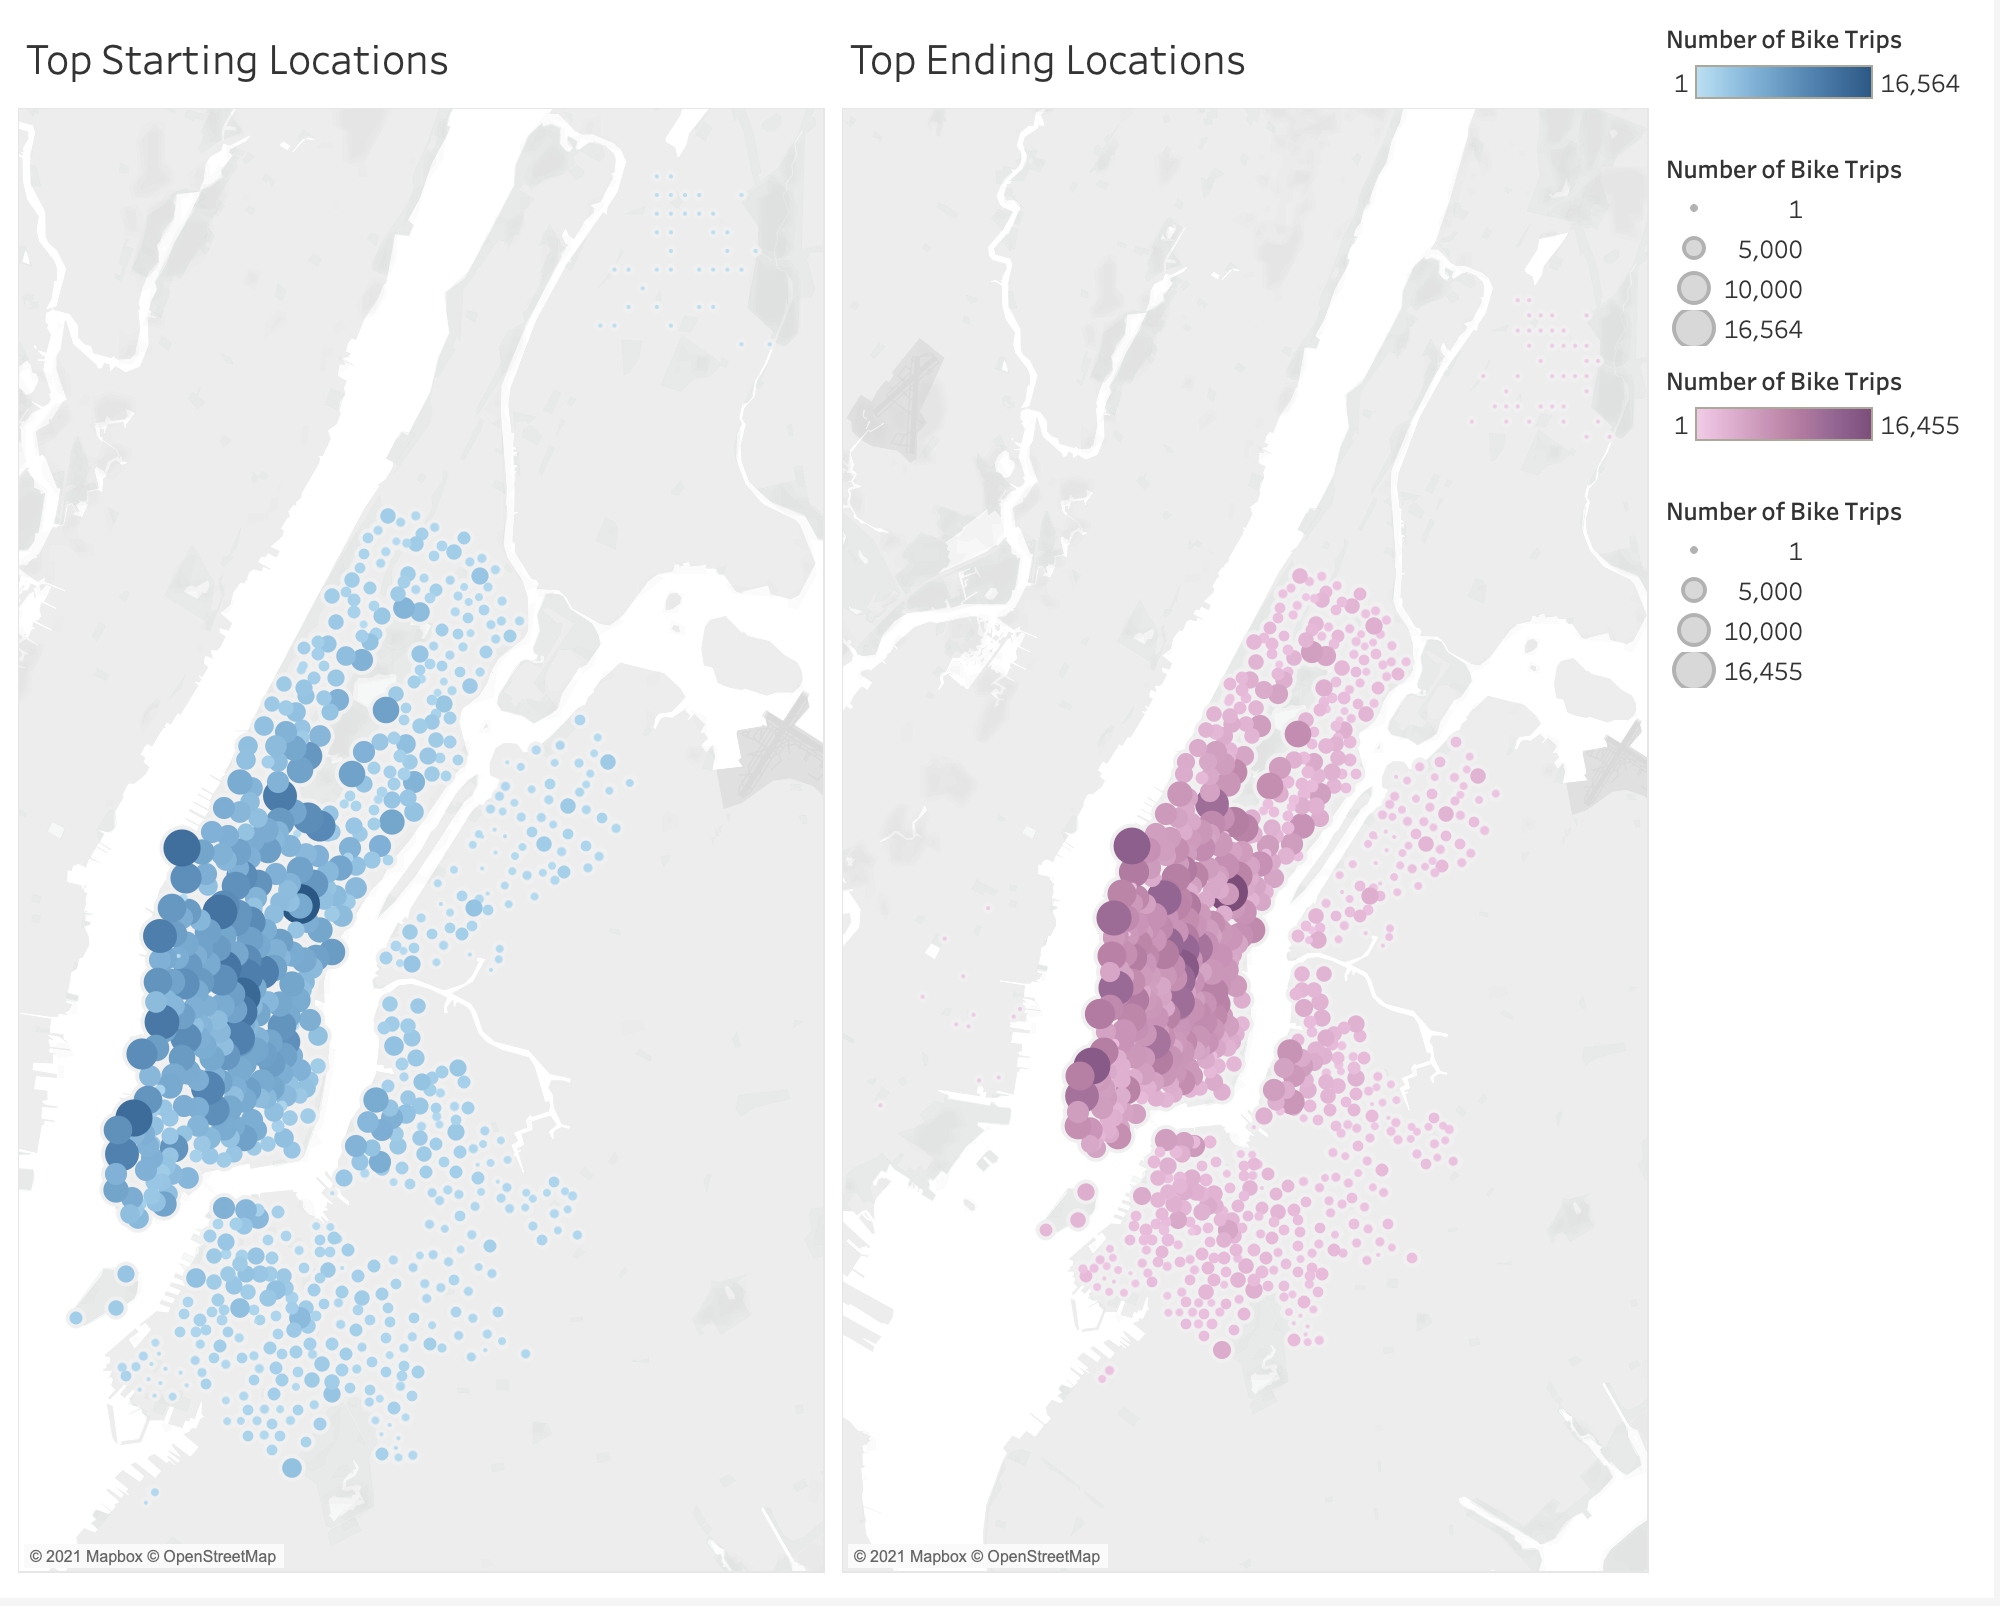 Top Starting Locations
Top Ending Locations
© 2021 Mapbox © OpenStreetMap
© 2021 Mapbox © OpenStreetMap
Number of Bike Trips
1 16,564
Number of Bike Trips
1
5,000
10,000
16,564
Number of Bike Trips
1 16,455
Number of Bike Trips
1
5,000
10,000
16,455